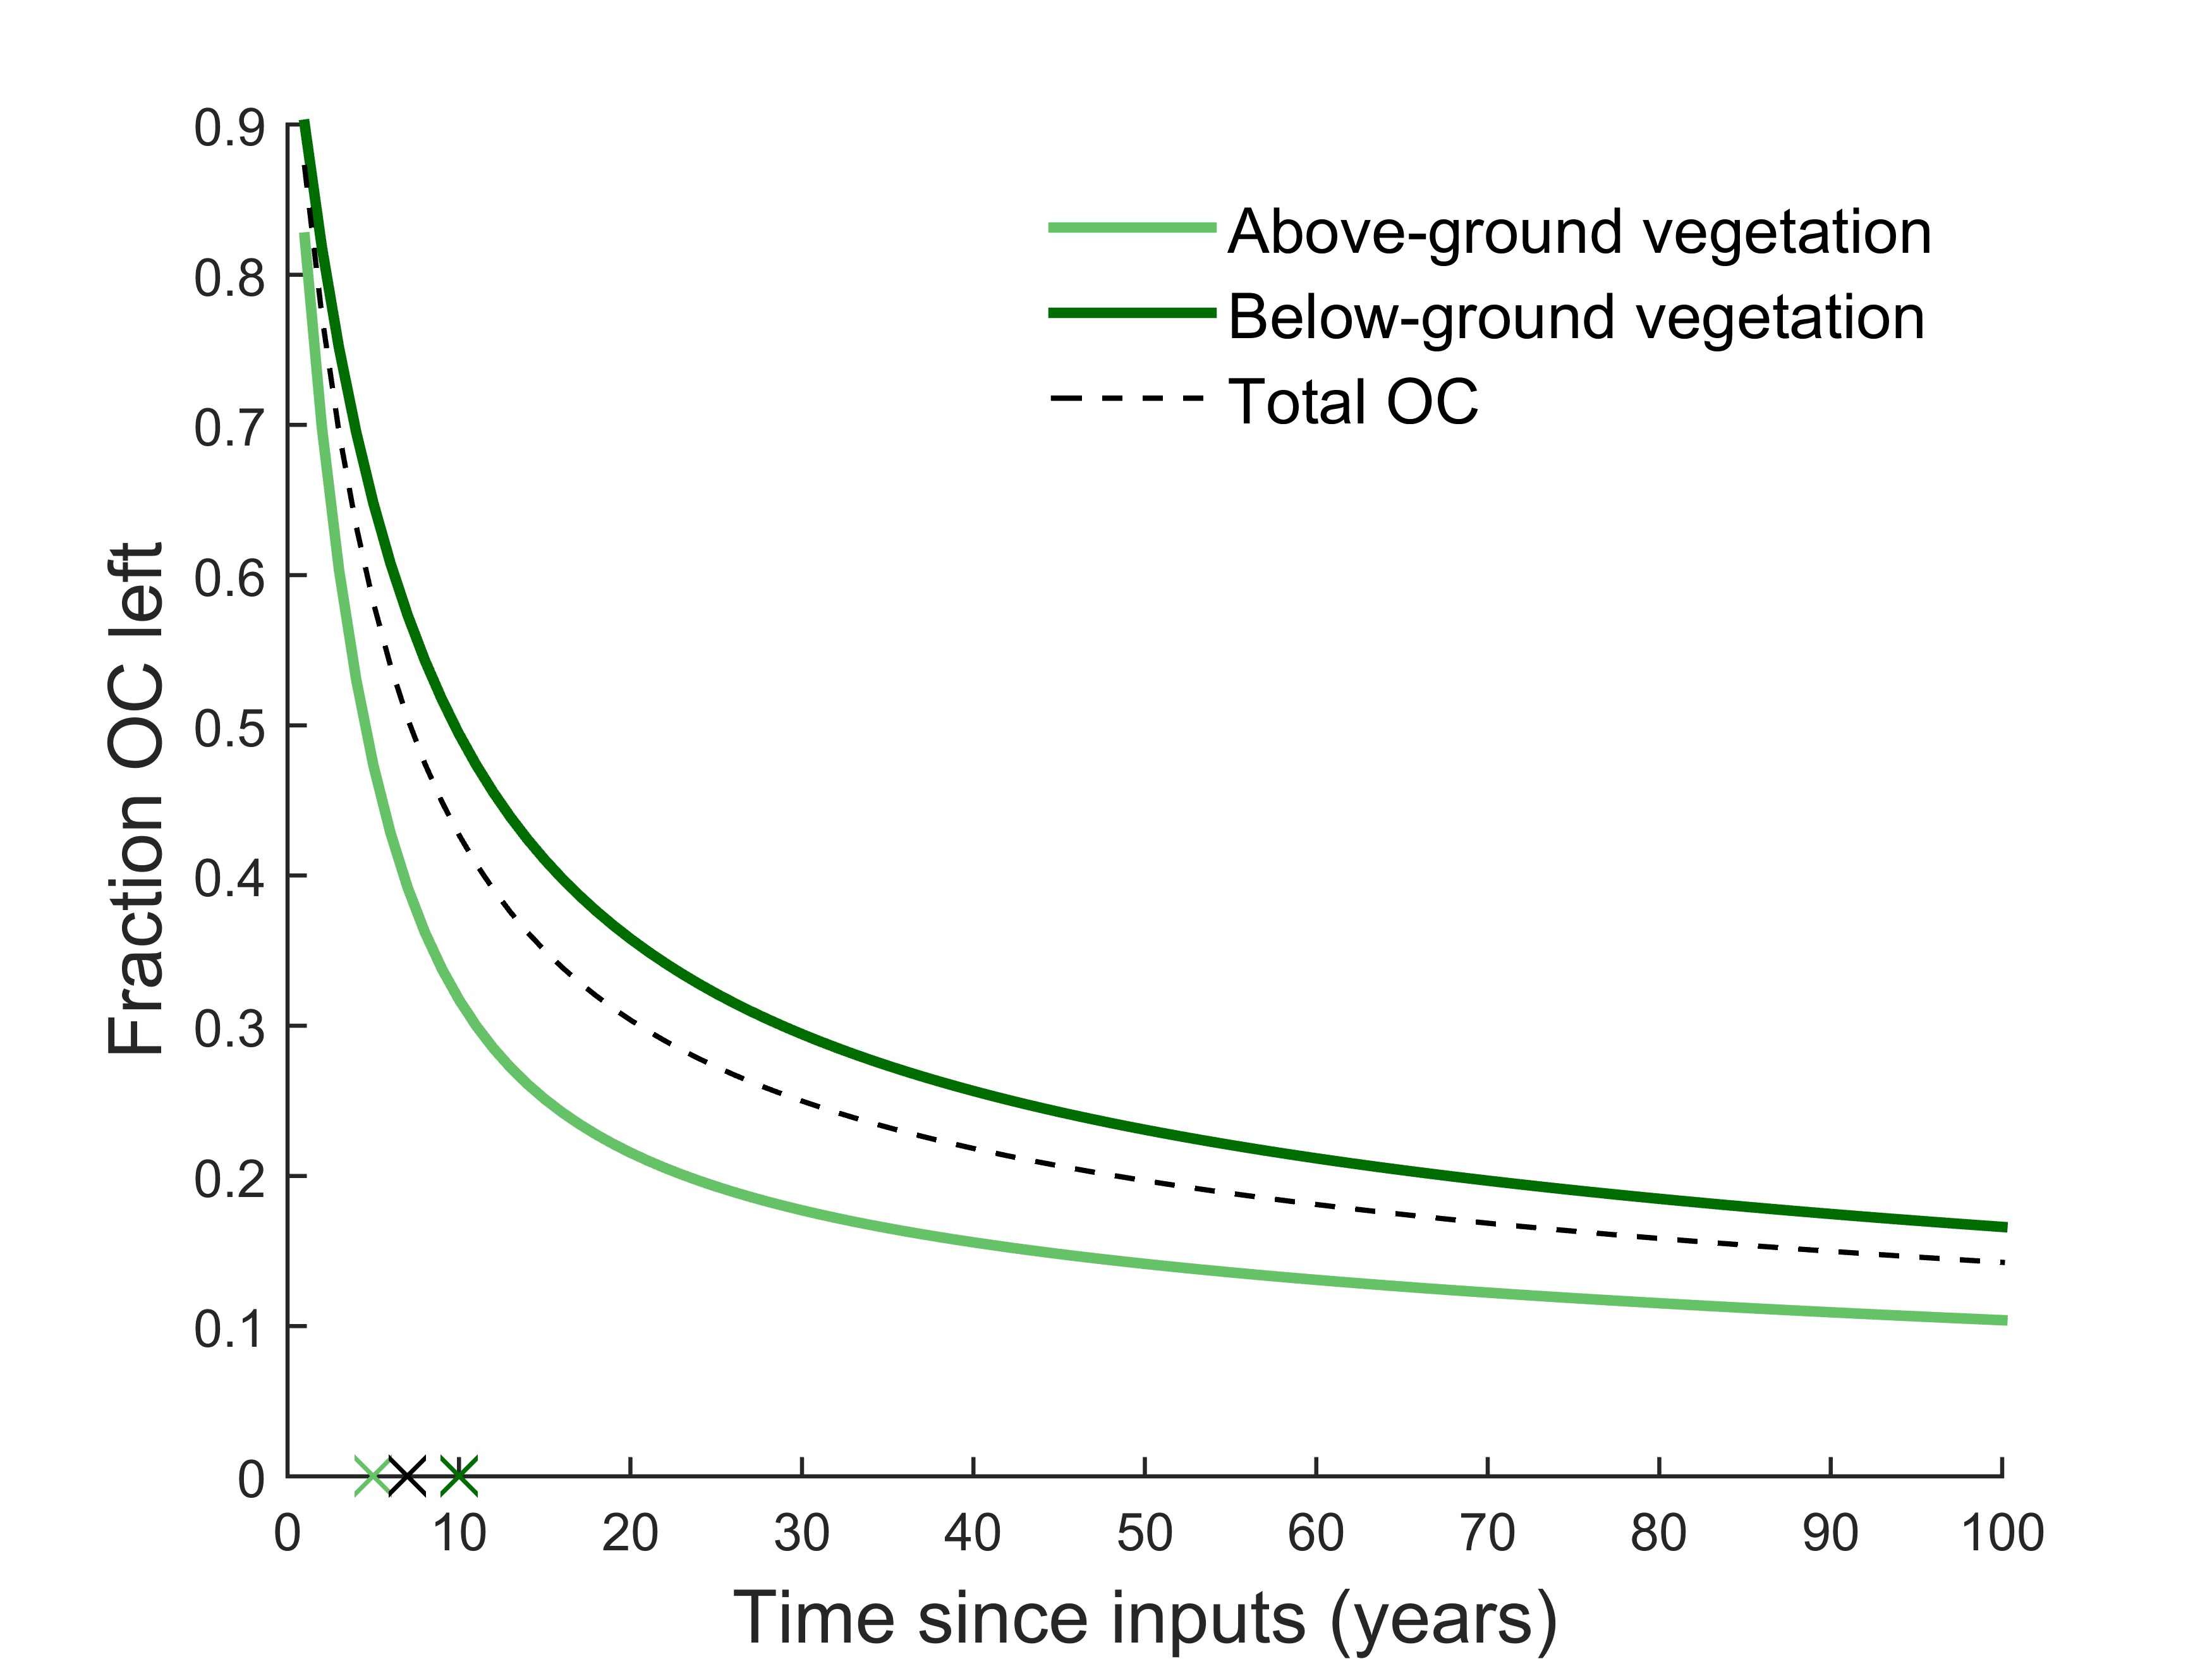 Above-ground vegetation
Below-ground vegetation
Total OC
Fraction OC left
0.9
0.8
0.7
0.6
0.5
0.4
0.3
0.2
0.1
0
0 10 20 30 40 50 60 70 80 90 100
Time since inputs (years)